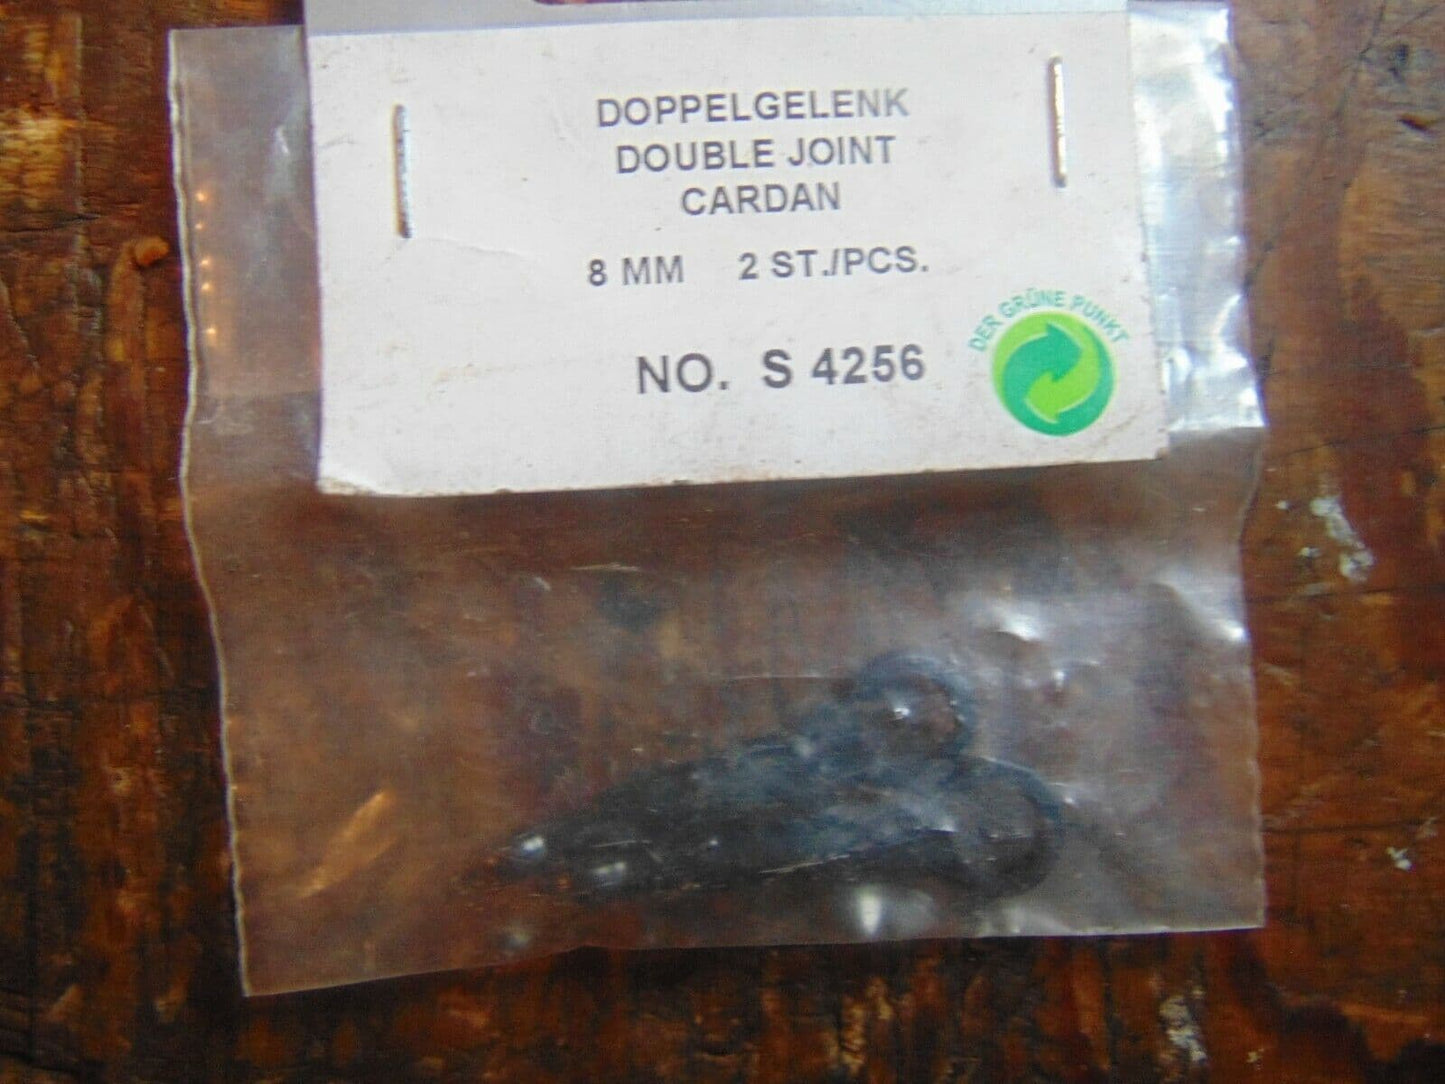 DOPPELGELENK
DOUBLE JOINT
CARDAN
8 MM 2 ST./PCS.
NO. S 4256
DER GRÜNE PUNKT